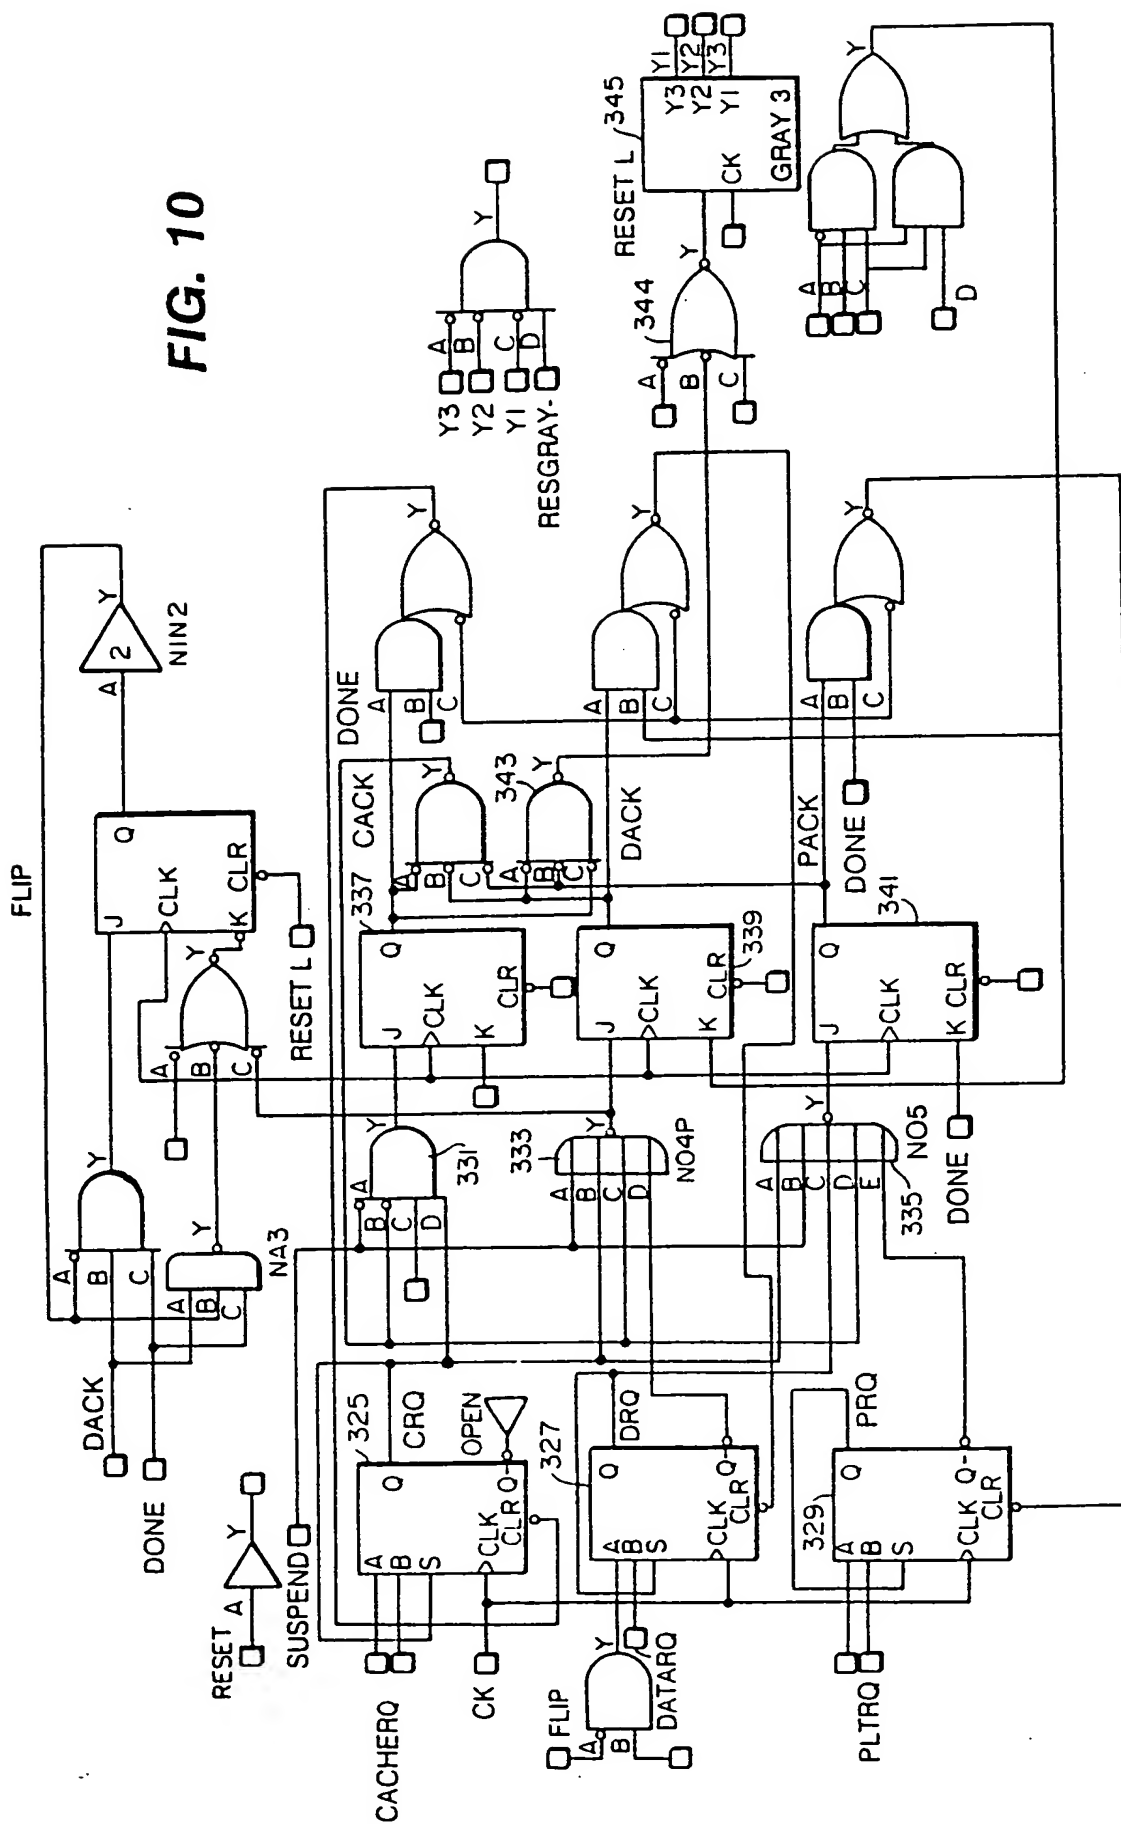 FIG. 10
FLIP
DACK
DONE
A
B
C
Y
A
B
C
Y
NA3
A
B
C
Y
J
CLK
K
CLR
Q
RESET L
A
2
Y
NIN2
RESET
A
Y
SUSPEND
CACHERQ
A
B
S
CLK
CLR
Q
Q-
325
CRQ
OPEN
CK
A
B
C
D
Y
331
J
CLK
K
CLR
Q
337
CACK
A
B
C
Y
A
B
C
Y
343
DONE
A
B
C
Y
Y3
Y2
Y1
RESGRAY-
A
B
C
D
Y
FLIP
A
B
Y
DATARQ
A
B
S
CLK
CLR
Q
Q-
327
DRQ
A
B
C
D
Y
333
NO4P
J
CLK
K
CLR
Q
339
DACK
A
B
C
Y
A
B
C
Y
344
RESET L
345
CK
Y3
Y2
Y1
GRAY 3
Y1
Y2
Y3
PLTRQ
A
B
S
CLK
CLR
Q
Q-
329
PRQ
A
B
C
D
E
Y
335
NO5
DONE
J
CLK
K
CLR
Q
341
PACK
DONE
A
B
C
Y
A
B
C
D
Y